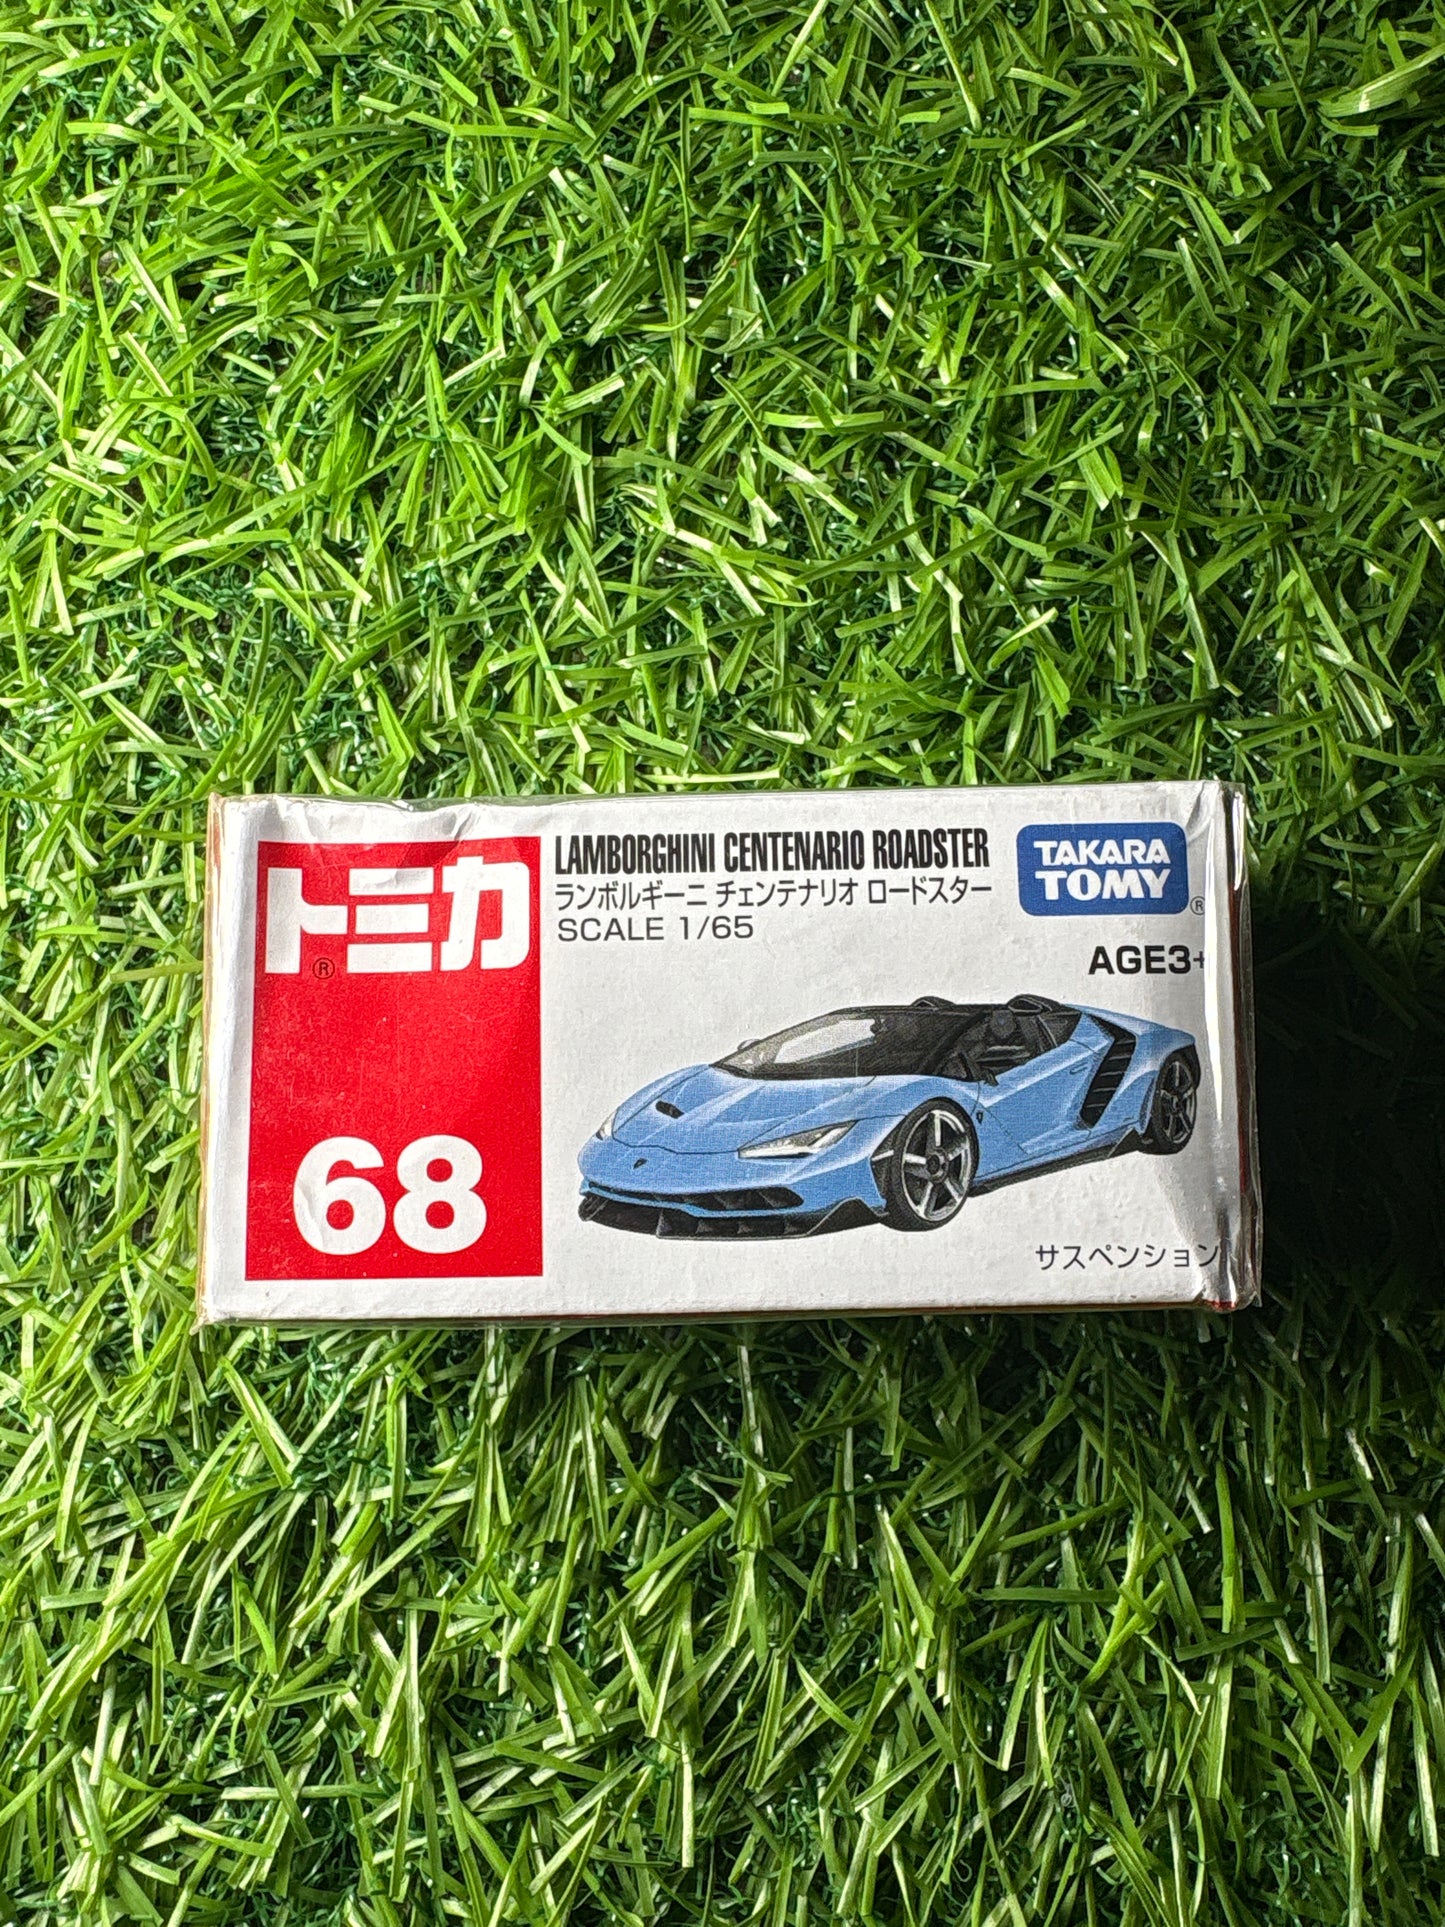 トミカ
®
68
LAMBORGHINI CENTENARIO ROADSTER
ランボルギーニ チェンテナリオ ロードスター
SCALE 1/65
TAKARA
TOMY
®
AGE3+
サスペンション